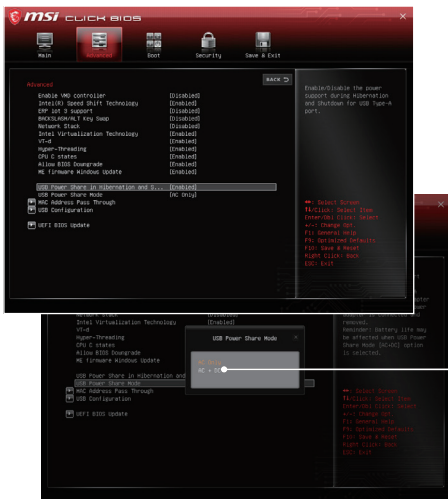 msi CLICK BIOS
×
Main Advanced Boot Security Save & Exit
BACK
Advanced
Enable VMD controller [Disabled]
Intel(R) Speed Shift Technology [Enabled]
ERP lot 3 support [Disabled]
BACKSLASH/ALT Key Swap [Disabled]
Network Stack [Disabled]
Intel Virtualization Technology [Enabled]
VT-d [Enabled]
Hyper-Threading [Enabled]
CPU C states [Enabled]
Allow BIOS Downgrade [Enabled]
ME firmware Windows Update [Enabled]
USB Power Share in Hibernation and S... [Enabled]
USB Power Share Mode [AC Only]
MAC Address Pass Through
USB Configuration
UEFI BIOS Update
Enable/Disable the power
support during Hibernation
and Shutdown for USB Type-A
port.
↔: Select Screen
↑↓/Click: Select Item
Enter/Dbl Click: Select
+/-: Change Opt.
F1: General Help
F9: Optimized Defaults
F10: Save & Reset
Right Click: Back
ESC: Exit
×
Network Stack [Disabled]
Intel Virtualization Technology [Enabled]
VT-d
Hyper-Threading
CPU C states
Allow BIOS Downgrade
ME firmware Windows Update
USB Power Share in Hibernation and
USB Power Share Mode
MAC Address Pass Through
USB Configuration
UEFI BIOS Update
USB Power Share Mode ×
AC Only
AC + DC
removed.
Reminder: Battery life may
be affected when USB Power
Share Mode [AC+DC] option
is selected.
↔: Select Screen
↑↓/Click: Select Item
Enter/Dbl Click: Select
+/-: Change Opt.
F1: General Help
F9: Optimized Defaults
F10: Save & Reset
Right Click: Back
ESC: Exit